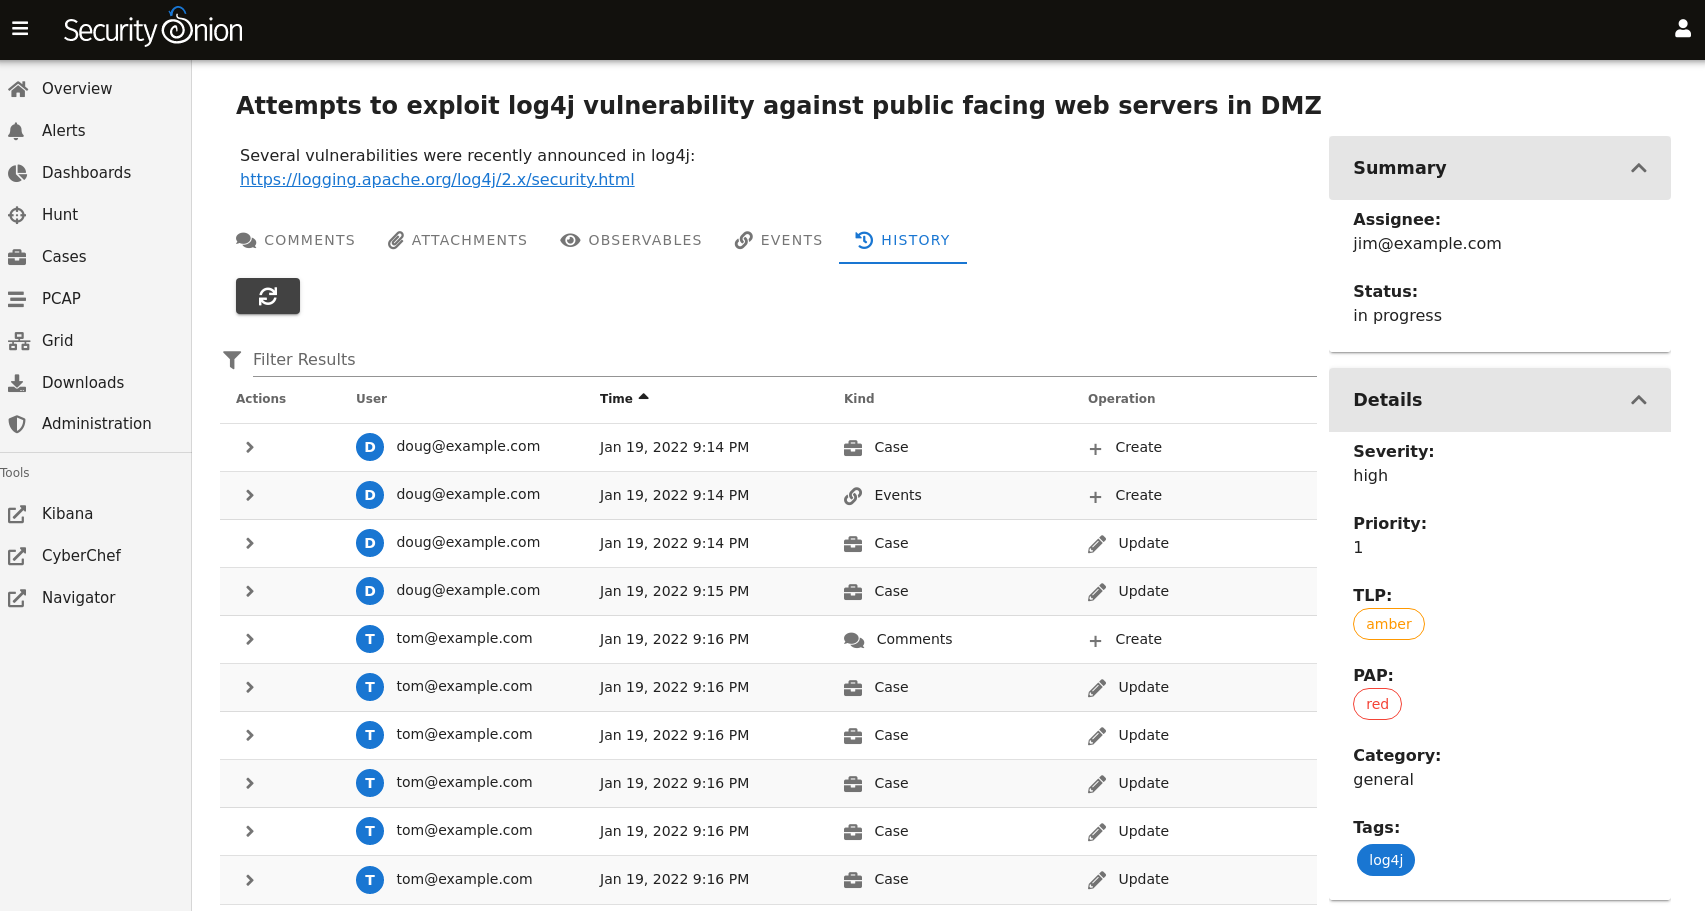 Security Onion
Overview
Alerts
Dashboards
Hunt
Cases
PCAP
Grid
Downloads
Administration
Tools
Kibana
CyberChef
Navigator
Attempts to exploit log4j vulnerability against public facing web servers in DMZ
Several vulnerabilities were recently announced in log4j:
https://logging.apache.org/log4j/2.x/security.html
COMMENTS ATTACHMENTS OBSERVABLES EVENTS HISTORY
Filter Results
Actions User Time Kind Operation
D doug@example.com Jan 19, 2022 9:14 PM Case Create
D doug@example.com Jan 19, 2022 9:14 PM Events Create
D doug@example.com Jan 19, 2022 9:14 PM Case Update
D doug@example.com Jan 19, 2022 9:15 PM Case Update
T tom@example.com Jan 19, 2022 9:16 PM Comments Create
T tom@example.com Jan 19, 2022 9:16 PM Case Update
T tom@example.com Jan 19, 2022 9:16 PM Case Update
T tom@example.com Jan 19, 2022 9:16 PM Case Update
T tom@example.com Jan 19, 2022 9:16 PM Case Update
T tom@example.com Jan 19, 2022 9:16 PM Case Update
Summary
Assignee:
jim@example.com
Status:
in progress
Details
Severity:
high
Priority:
1
TLP:
amber
PAP:
red
Category:
general
Tags:
log4j